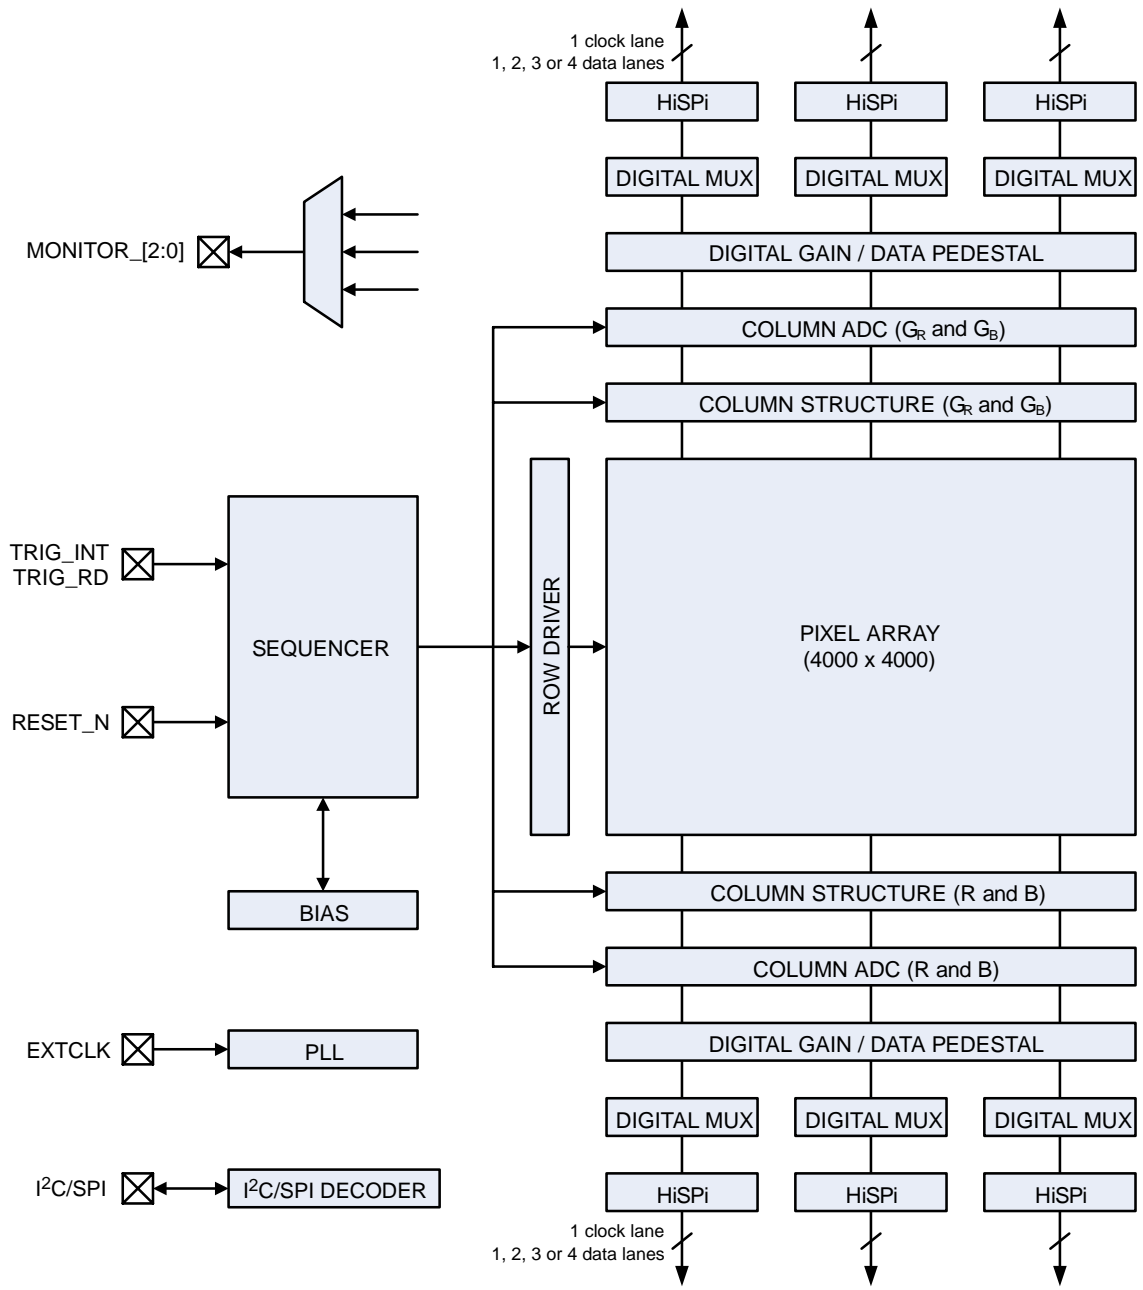 1 clock lane
1, 2, 3 or 4 data lanes
HiSPi
HiSPi
HiSPi
DIGITAL MUX
DIGITAL MUX
DIGITAL MUX
MONITOR_[2:0]
DIGITAL GAIN / DATA PEDESTAL
COLUMN ADC (GR and GB)
COLUMN STRUCTURE (GR and GB)
TRIG_INT
TRIG_RD
SEQUENCER
ROW DRIVER
PIXEL ARRAY
(4000 x 4000)
RESET_N
BIAS
COLUMN STRUCTURE (R and B)
COLUMN ADC (R and B)
EXTCLK
PLL
DIGITAL GAIN / DATA PEDESTAL
DIGITAL MUX
DIGITAL MUX
DIGITAL MUX
I²C/SPI
I²C/SPI DECODER
HiSPi
HiSPi
HiSPi
1 clock lane
1, 2, 3 or 4 data lanes